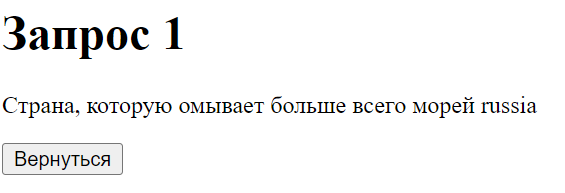 Запрос 1
Страна, которую омывает больше всего морей russia
Вернуться